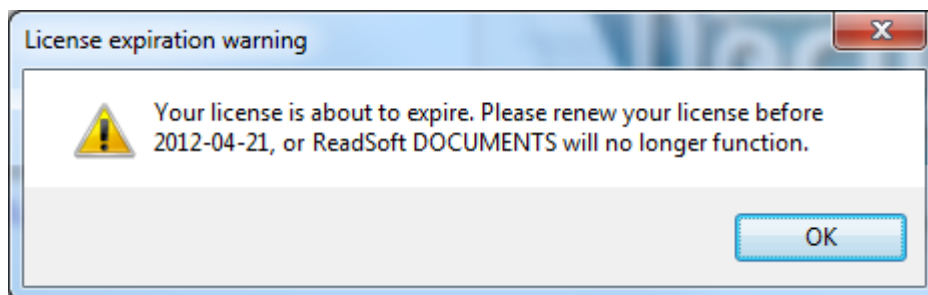 License expiration warning
Your license is about to expire. Please renew your license before
2012-04-21, or ReadSoft DOCUMENTS will no longer function.
OK